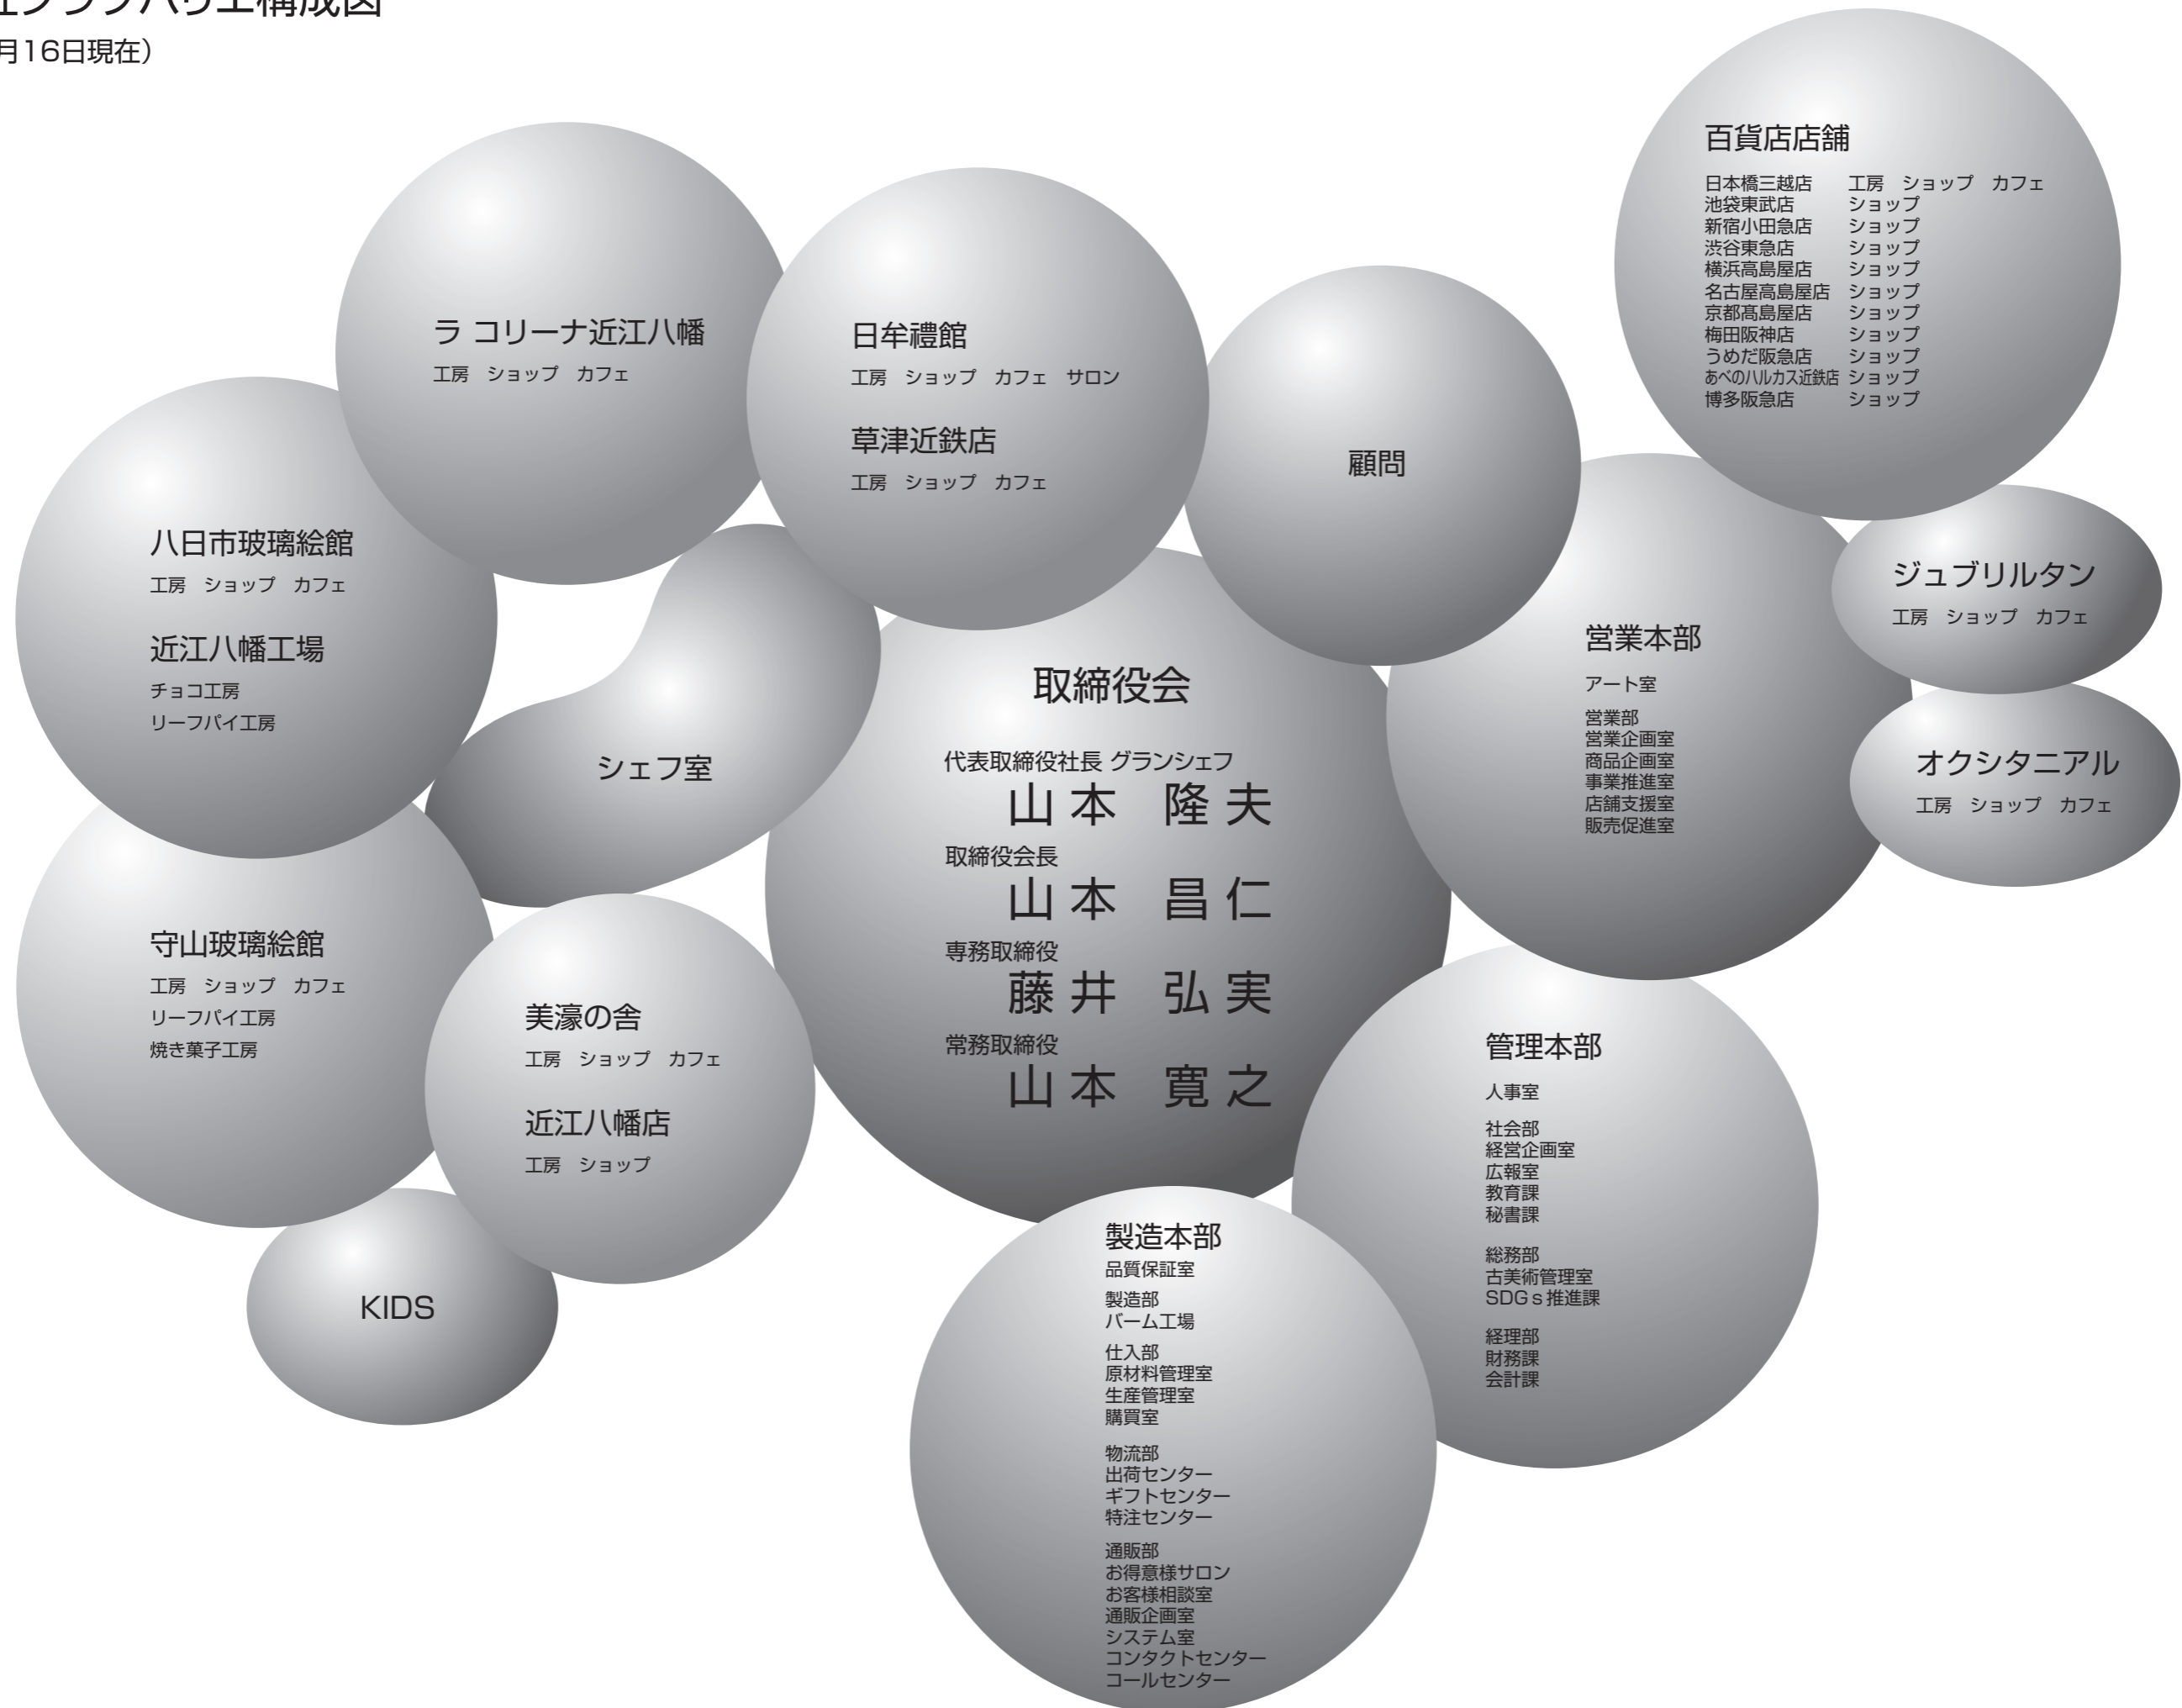 クラブハリエ構成図
月16日現在）
百貨店店舗
日本橋三越店 工房 ショップ カフェ
池袋東武店 ショップ
新宿小田急店 ショップ
渋谷東急店 ショップ
横浜高島屋店 ショップ
名古屋高島屋店 ショップ
京都髙島屋店 ショップ
梅田阪神店 ショップ
うめだ阪急店 ショップ
あべのハルカス近鉄店 ショップ
博多阪急店 ショップ
ラ コリーナ近江八幡
工房 ショップ カフェ
日牟禮館
工房 ショップ カフェ サロン
草津近鉄店
工房 ショップ カフェ
顧問
八日市玻璃絵館
工房 ショップ カフェ
近江八幡工場
チョコ工房
リーフパイ工房
シェフ室
取締役会
代表取締役社長 グランシェフ
山本 隆夫
取締役会長
山本 昌仁
専務取締役
藤井 弘実
常務取締役
山本 寛之
営業本部
アート室
営業部
営業企画室
商品企画室
事業推進室
店舗支援室
販売促進室
ジュブリルタン
工房 ショップ カフェ
オクシタニアル
工房 ショップ カフェ
守山玻璃絵館
工房 ショップ カフェ
リーフパイ工房
焼き菓子工房
美濠の舎
工房 ショップ カフェ
近江八幡店
工房 ショップ
KIDS
管理本部
人事室
社会部
経営企画室
広報室
教育課
秘書課
総務部
古美術管理室
SDGｓ推進課
経理部
財務課
会計課
製造本部
品質保証室
製造部
バーム工場
仕入部
原材料管理室
生産管理室
購買室
物流部
出荷センター
ギフトセンター
特注センター
通販部
お得意様サロン
お客様相談室
通販企画室
システム室
コンタクトセンター
コールセンター